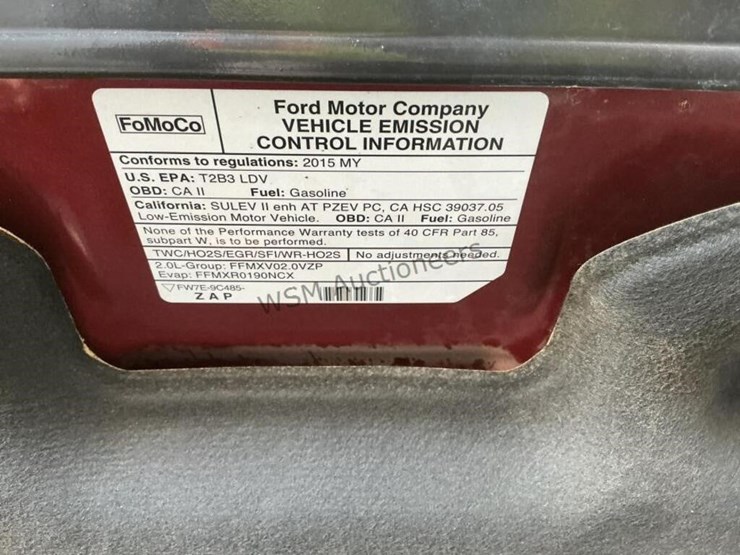 FoMoCo
Ford Motor Company
VEHICLE EMISSION
CONTROL INFORMATION
Conforms to regulations: 2015 MY
U.S. EPA: T2B3 LDV
OBD: CA II Fuel: Gasoline
California: SULEV II enh AT PZEV PC, CA HSC 39037.05
Low-Emission Motor Vehicle. OBD: CA II Fuel: Gasoline
None of the Performance Warranty tests of 40 CFR Part 85,
subpart W, is to be performed.
TWC/HO2S/EGR/SFI/WR-HO2S No adjustments needed.
2.0L-Group: FFMXV02.0VZP
Evap: FFMXR0190NCX
FW7E-9C485-
ZAP
WSM Auctioneers